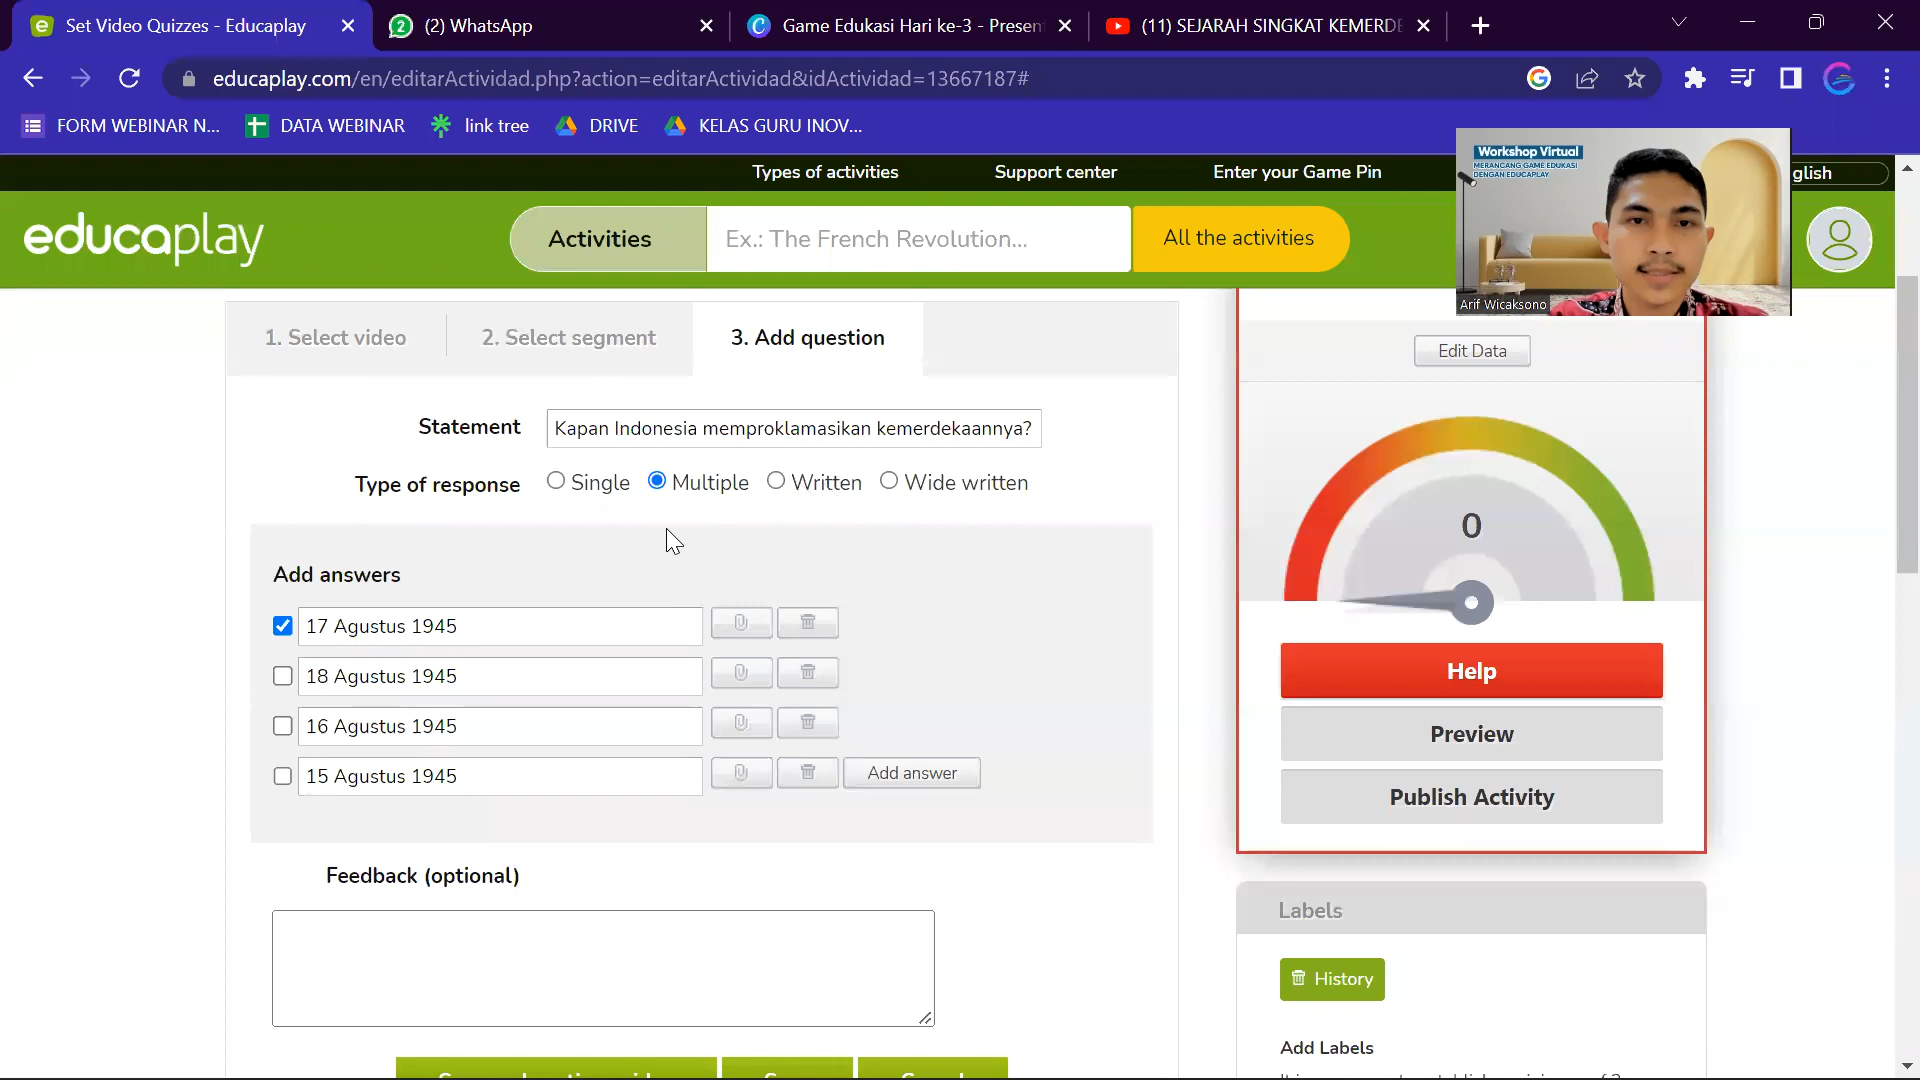 Set Video Quizzes - Educaplay
(2) WhatsApp
Game Edukasi Hari ke-3 - Presen
(11) SEJARAH SINGKAT KEMERDE
educaplay.com/en/editarActividad.php?action=editarActividad&idActividad=13667187#
FORM WEBINAR N...
DATA WEBINAR
link tree
DRIVE
KELAS GURU INOV...
Types of activities
Support center
Enter your Game Pin
glish
Workshop Virtual
MERANCANG GAME EDUKASI
DENGAN EDUCAPLAY
Arif Wicaksono
educaplay
Activities
Ex.: The French Revolution...
All the activities
1. Select video
2. Select segment
3. Add question
Edit Data
Statement
Kapan Indonesia memproklamasikan kemerdekaannya?
Type of response
Single
Multiple
Written
Wide written
0
Add answers
17 Agustus 1945
18 Agustus 1945
16 Agustus 1945
15 Agustus 1945
Add answer
Help
Preview
Publish Activity
Feedback (optional)
Labels
History
Add Labels